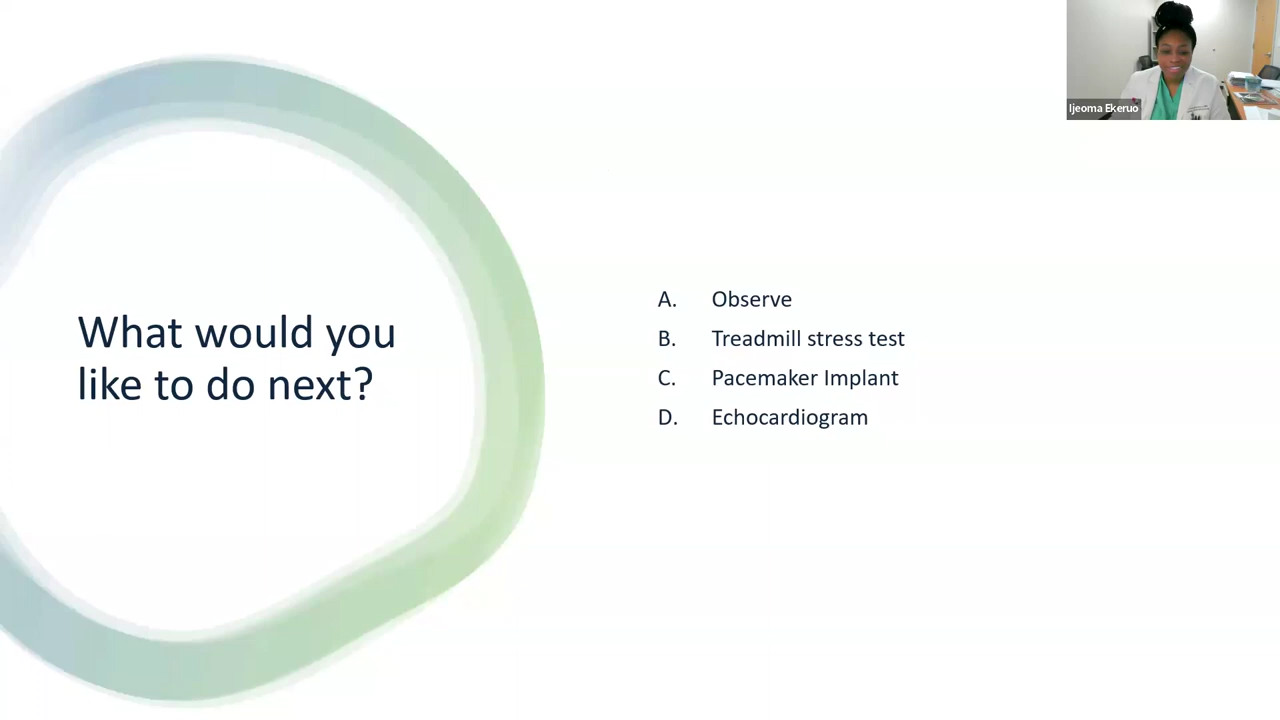 Ijeoma Ekeruo
What would you
like to do next?
A. Observe
B. Treadmill stress test
C. Pacemaker Implant
D. Echocardiogram